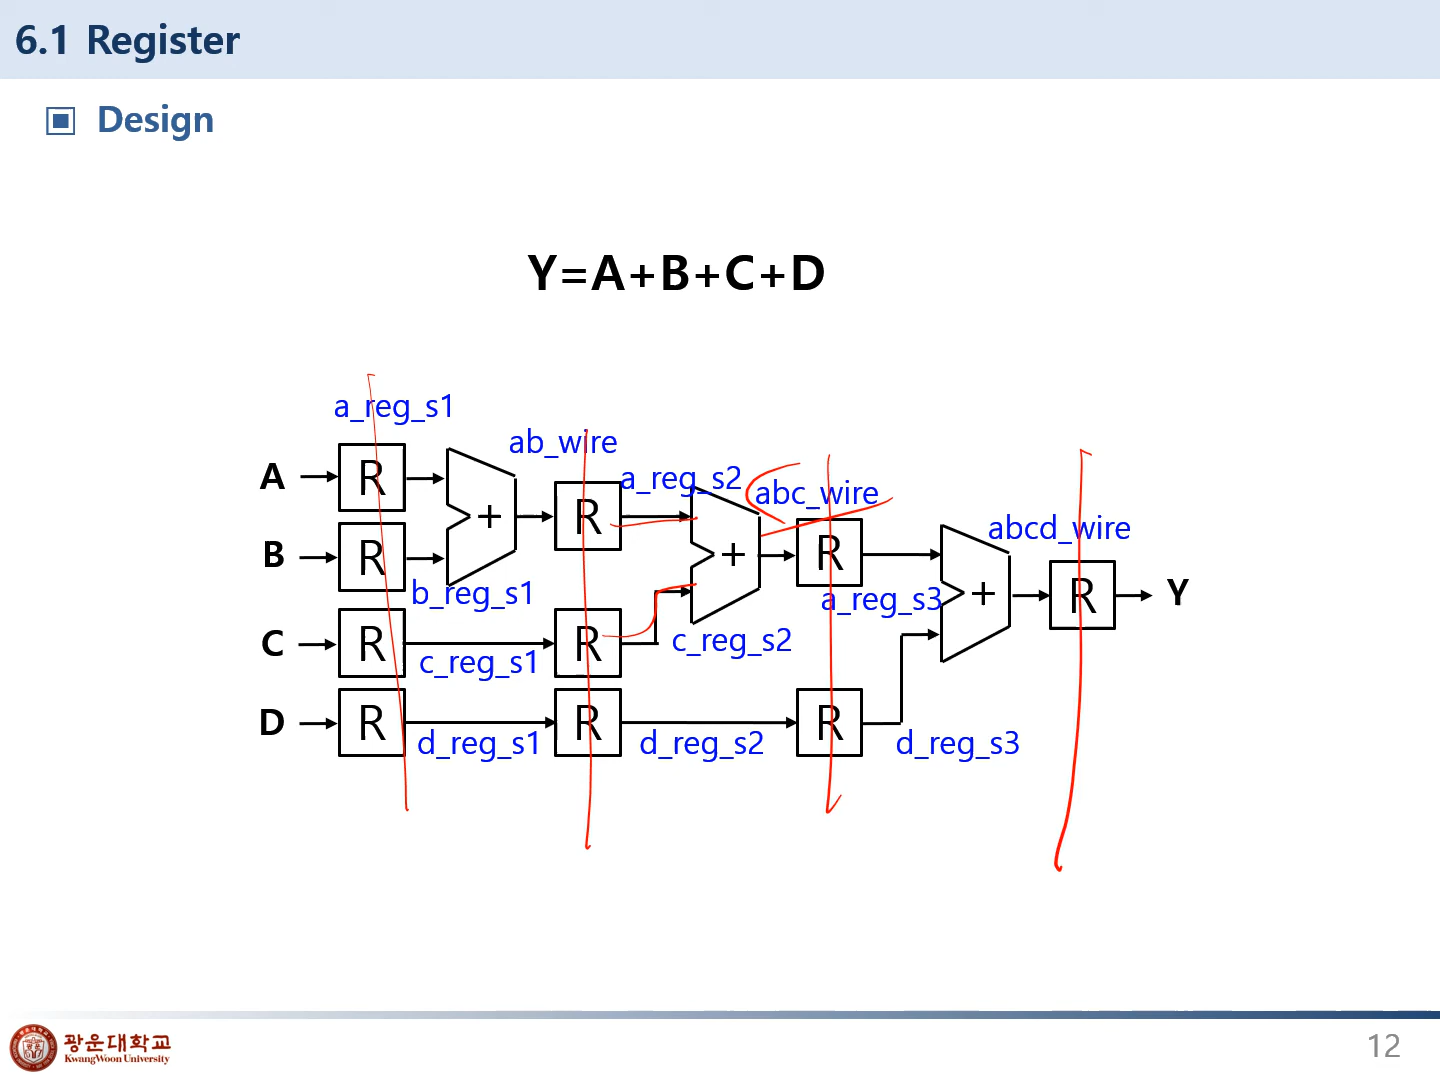 6.1 Register
Design
Y=A+B+C+D
a_reg_s1
ab_wire
A R
R a_reg_s2
abc_wire
+
B R
b_reg_s1
+
R
abcd_wire
a_reg_s3
+
R Y
C R
c_reg_s1
R
c_reg_s2
D R
d_reg_s1
R
d_reg_s2
R
d_reg_s3
광운대학교
KwangWoon University
12